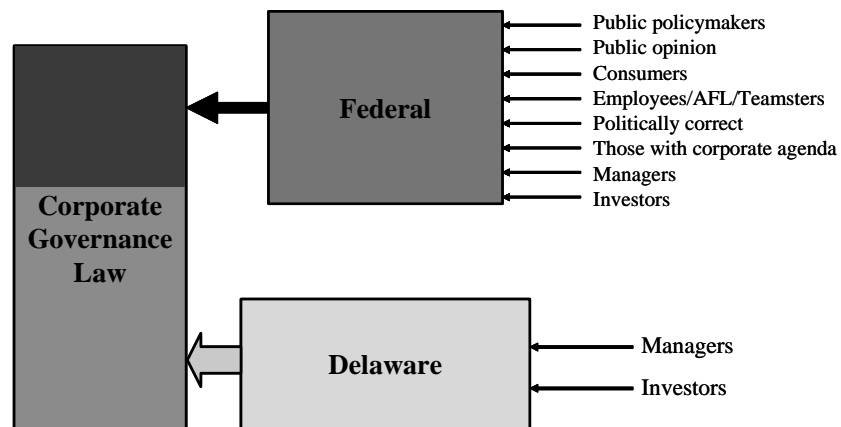 Public policymakers
Public opinion
Consumers
Employees/AFL/Teamsters
Politically correct
Those with corporate agenda
Managers
Investors
Federal
Corporate
Governance
Law
Delaware
Managers
Investors